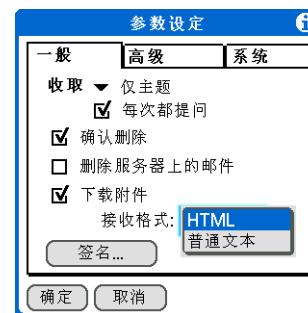 参数设定
一般 高级 系统
收取 仅主题
每次都提问
确认删除
删除服务器上的邮件
下载附件
接收格式: HTML
普通文本
签名...
确定 取消